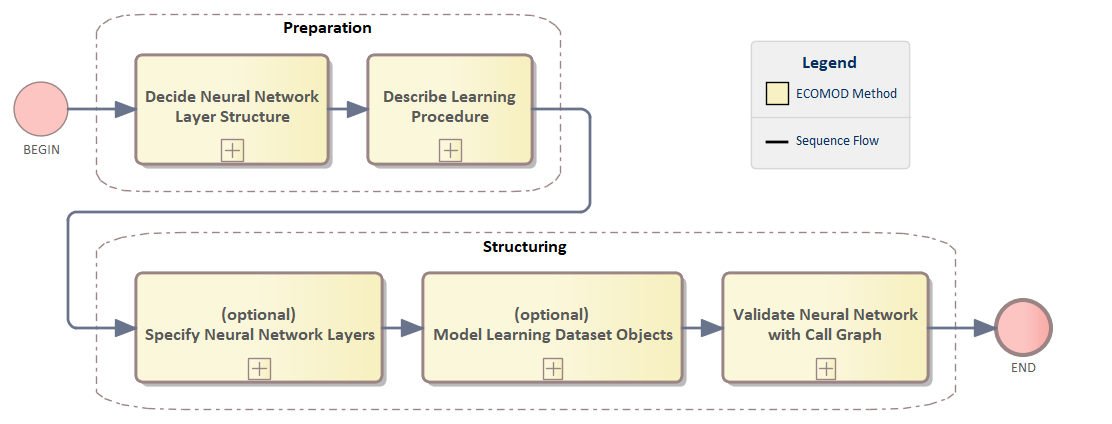 Preparation
Decide Neural Network
Layer Structure
Describe Learning
Procedure
BEGIN
Legend
ECOMOD Method
Sequence Flow
Structuring
(optional)
Specify Neural Network Layers
(optional)
Model Learning Dataset Objects
Validate Neural Network
with Call Graph
END